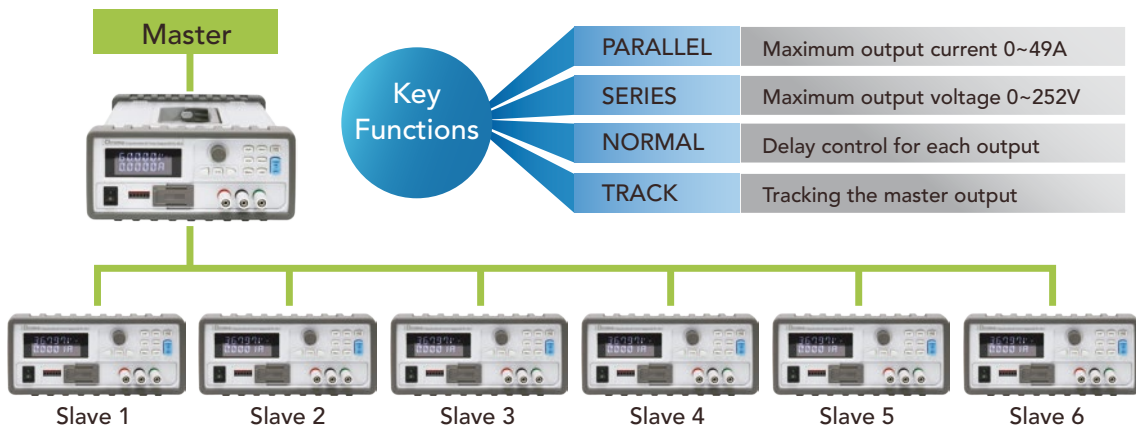 Master
Key
Functions
PARALLEL Maximum output current 0~49A
SERIES Maximum output voltage 0~252V
NORMAL Delay control for each output
TRACK Tracking the master output
Slave 1 Slave 2 Slave 3 Slave 4 Slave 5 Slave 6